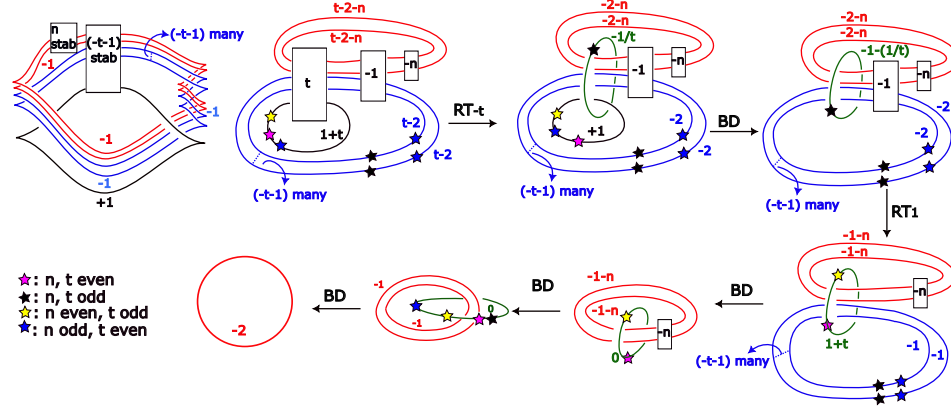 n
stab
(-t-1)
stab
(-t-1) many
-1
-1
-1
-1
+1
t-2-n
t-2-n
t
-1
-n
1+t
t-2
t-2
(-t-1) many
RT-t
-2-n
-2-n
-1/t
-1
-n
+1
-2
-2
(-t-1) many
BD
-2-n
-2-n
-1-(1/t)
-1
-n
-2
-2
(-t-1) many
RT1
-1-n
-1-n
-n
1+t
-1
-1
(-t-1) many
BD
-1-n
-1-n
-n
0
BD
-1
-1
0
BD
-2
: n, t even
: n, t odd
: n even, t odd
: n odd, t even